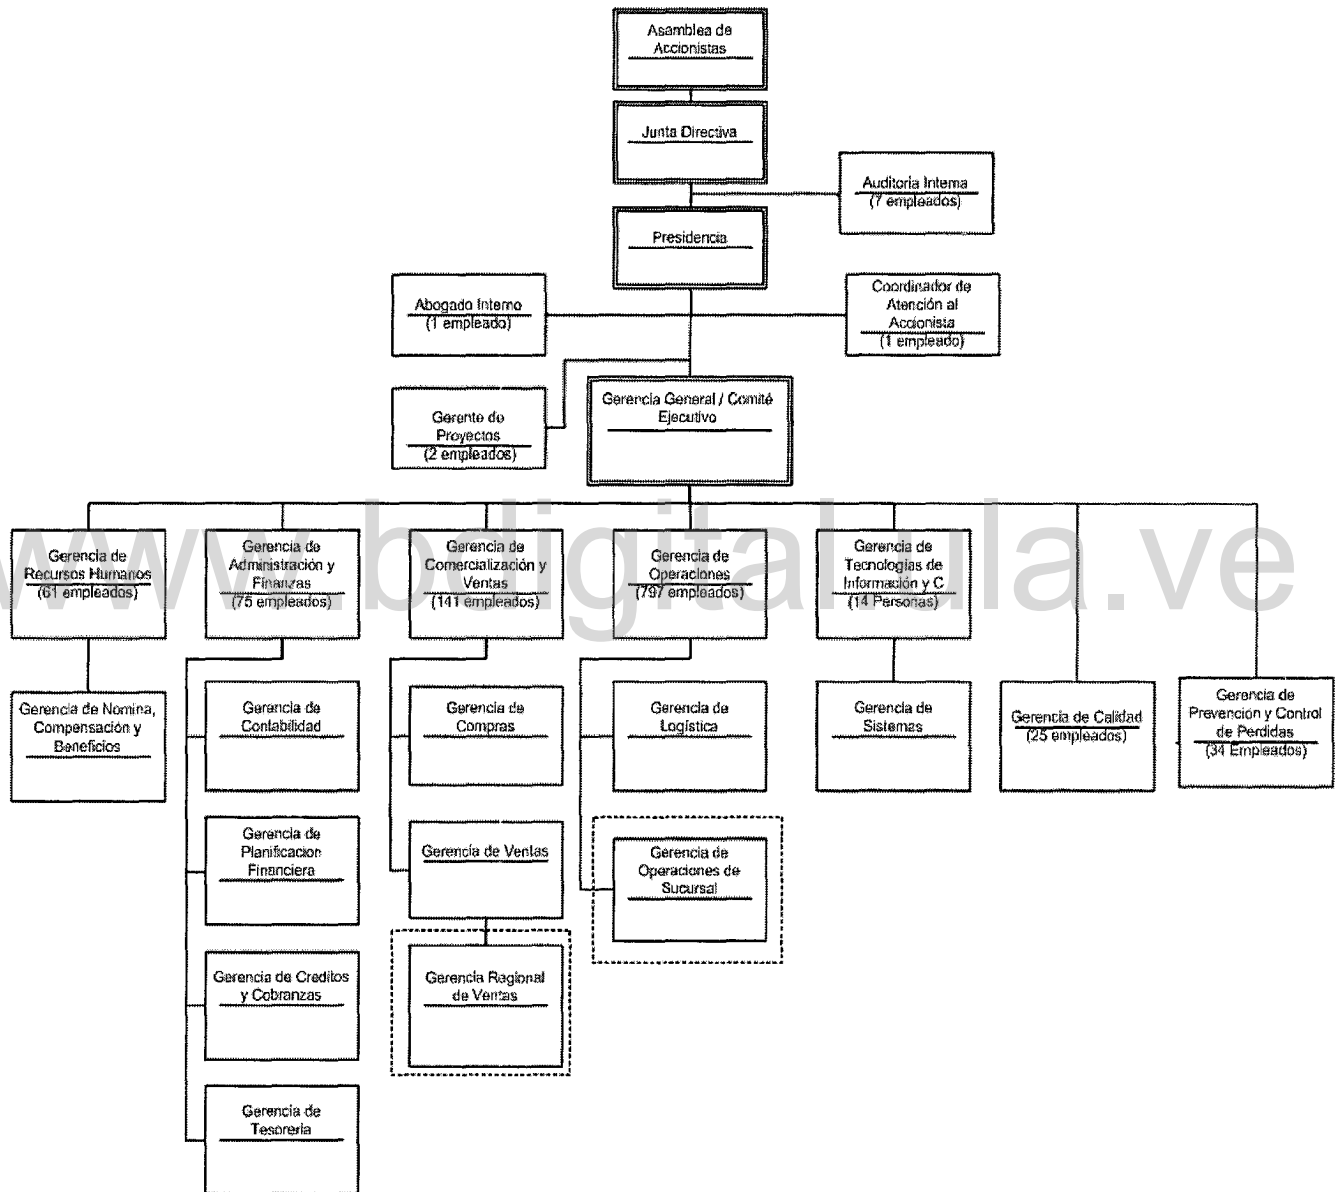 Asamblea de
Accionistas
Junta Directiva
Auditoria Interna
(7 empleados)
Presidencia
Abogado Interno
(1 empleado)
Coordinador de
Atención al
Accionista
(1 empleado)
Gerente de
Proyectos
(2 empleados)
Gerencia General / Comité
Ejecutivo
Gerencia de
Recursos Humanos
(61 empleados)
Gerencia de
Administración y
Finanzas
(75 empleados)
Gerencia de
Comercialización y
Ventas
(141 empleados)
Gerencia de
Operaciones
(797 empleados)
Gerencia de
Tecnologías de
Información y C
(14 Personas)
www.bdigital.ula.ve
Gerencia de Nomina,
Compensación y
Beneficios
Gerencia de
Contabilidad
Gerencia de
Compras
Gerencia de
Logística
Gerencia de
Sistemas
Gerencia de Calidad
(25 empleados)
Gerencia de
Prevención y Control
de Perdidas
(34 Empleados)
Gerencia de
Planificacion
Financiera
Gerencia de Ventas
Gerencia de
Operaciones de
Sucursal
Gerencia de Creditos
y Cobranzas
Gerencia Regional
de Ventas
Gerencia de
Tesoreria